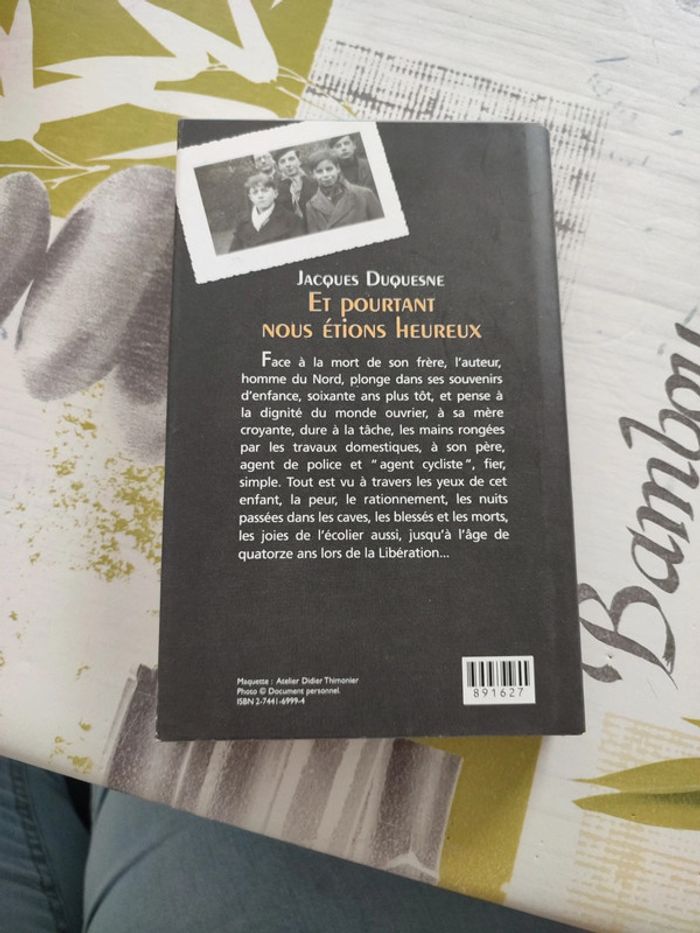 JACQUES DUQUESNE
ET POURTANT
NOUS ÉTIONS HEUREUX
Face à la mort de son frère, l'auteur,
homme du Nord, plonge dans ses souvenirs
d'enfance, soixante ans plus tôt, et pense à
la dignité du monde ouvrier, à sa mère
croyante, dure à la tâche, les mains rongées
par les travaux domestiques, à son père,
agent de police et "agent cycliste", fier,
simple. Tout est vu à travers les yeux de cet
enfant, la peur, le rationnement, les nuits
passées dans les caves, les blessés et les morts,
les joies de l'écolier aussi, jusqu'à l'âge de
quatorze ans lors de la Libération...
Maquette : Atelier Didier Thimonier
Photo © Document personnel.
ISBN 2-7441-6999-4
891627
Bambou